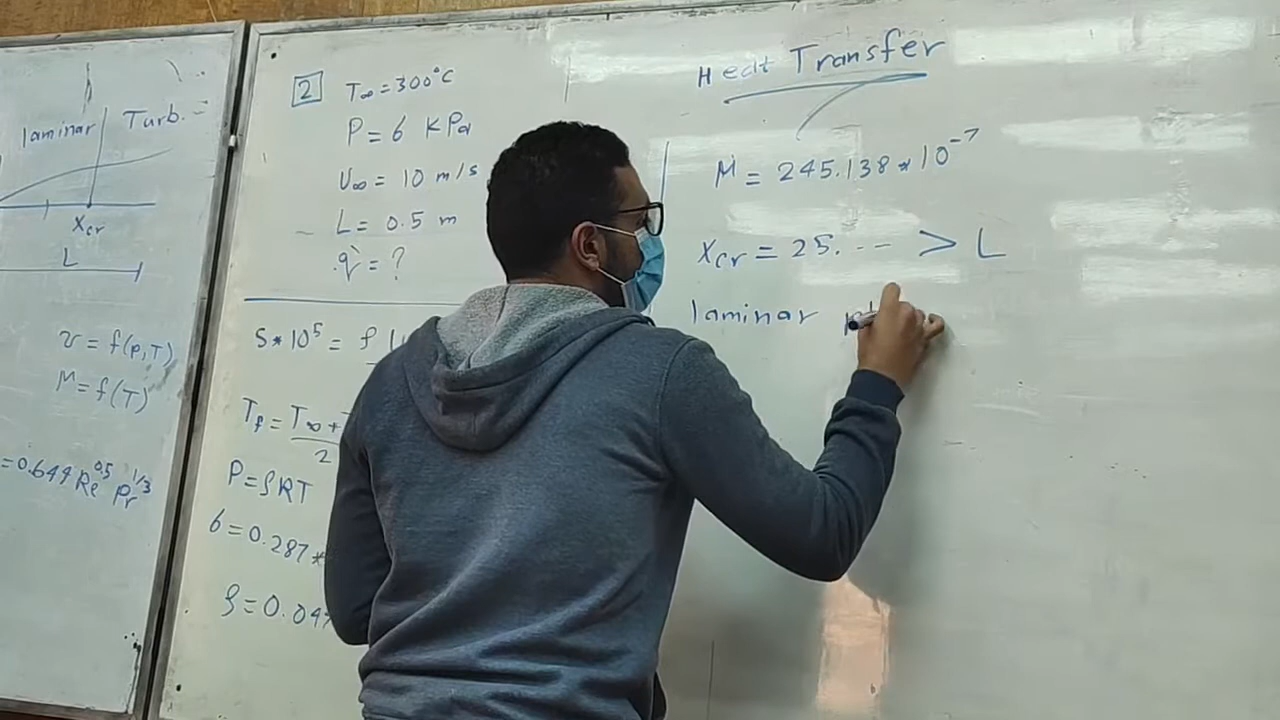 laminar Turb.
xcr
L
v = f(P,T)
M = f(T)
= 0.644 Re^0.5 Pr^1/3
2 T∞ = 300°C
P = 6 KPa
U∞ = 10 m/s
L = 0.5 m
q̇ = ?
5*10^5 = ρ
Tf = T∞ +
2
P = ρRT
6 = 0.287 *
ρ = 0.04
Heat Transfer
M = 245.138 * 10^-7
Xcr = 25. -- > L
laminar